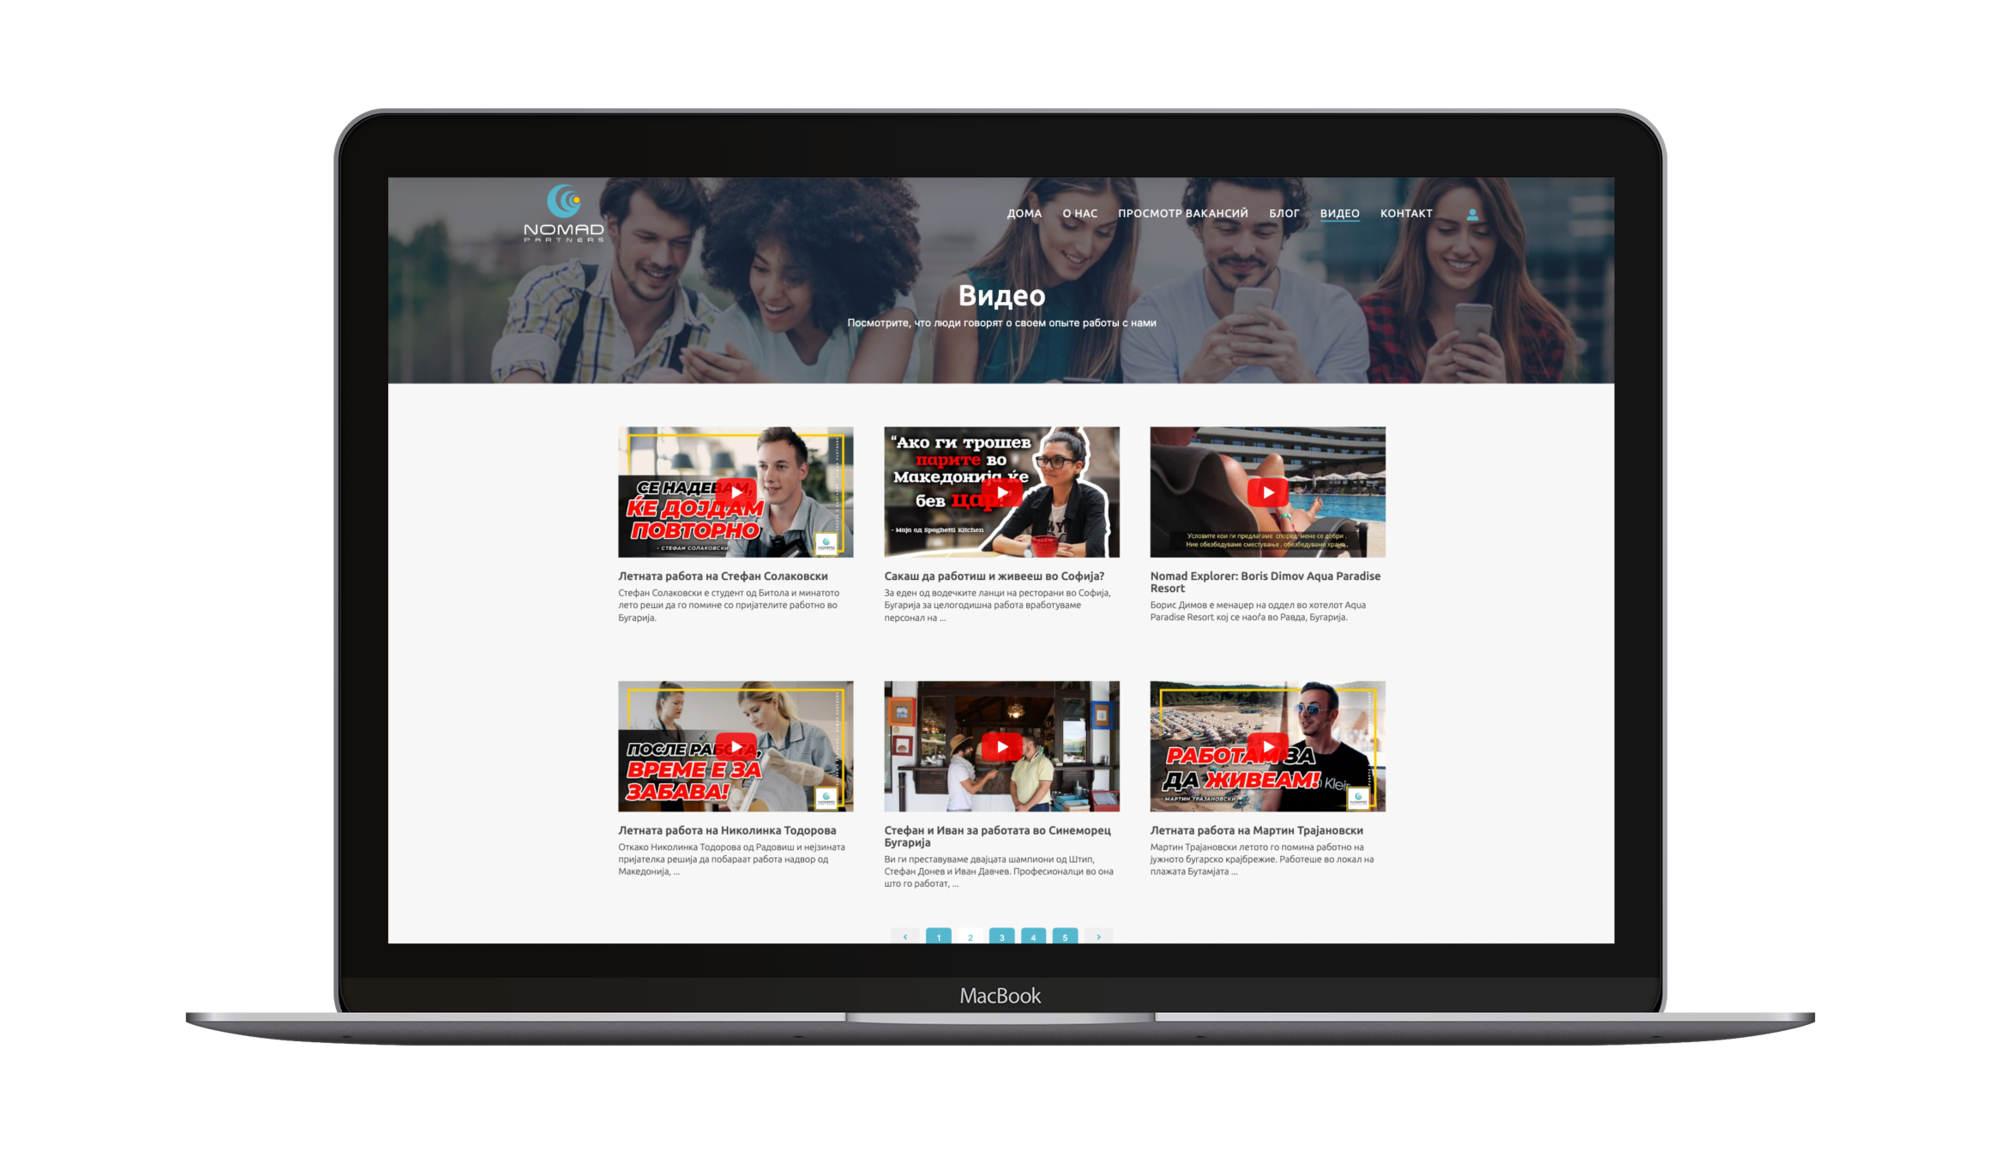 NOMAD
PARTNERS
ДОМА О НАС ПРОСМОТР ВАКАНСИЙ БЛОГ ВИДЕО КОНТАКТ
Видео
Посмотрите, что люди говорят о своем опыте работы с нами
СЕ НАДЕВАМ,
ЌЕ ДОЈДАМ
ПОВТОРНО
- СТЕФАН СОЛАКОВСКИ
Летната работа на Стефан Солаковски
Стефан Солаковски е студент од Битола и минатото
лето реши да го помине со пријателите работно во
Бугарија.
"Ако ги трошев
парите во
Македонија ќе
бев цар
- Маја од Spaghetti Kitchen
Сакаш да работиш и живееш во Софија?
За еден од водечките ланци на ресторани во Софија,
Бугарија за целогодишна работа вработуваме
персонал на ...
Условите кои ги предлагаме според мене се добри .
Ние обезбедуваме сместување , обезбедуваме храна ,
Nomad Explorer: Boris Dimov Aqua Paradise
Resort
Борис Димов е менаџер на оддел во хотелот Aqua
Paradise Resort кој се наоѓа во Равда, Бугарија.
ПОСЛЕ РАБОТА,
ВРЕМЕ Е ЗА
ЗАБАВА!
Летната работа на Николинка Тодорова
Откако Николинка Тодорова од Радовиш и нејзината
пријателка решија да побараат работа надвор од
Македонија, ...
Стефан и Иван за работата во Синеморец
Бугарија
Ви ги преставуваме двајцата шампиони од Штип,
Стефан Донев и Иван Давчев. Професионалци во она
што го работат, ...
РАБОТАМ ЗА
ДА ЖИВЕАМ!
- МАРТИН ТРАЈАНОВСКИ
Летната работа на Мартин Трајановски
Мартин Трајановски летото го помина работно на
јужното бугарско крајбрежие. Работеше во локал на
плажата Бутамјата ...
‹ 1 2 3 4 5 ›
MacBook